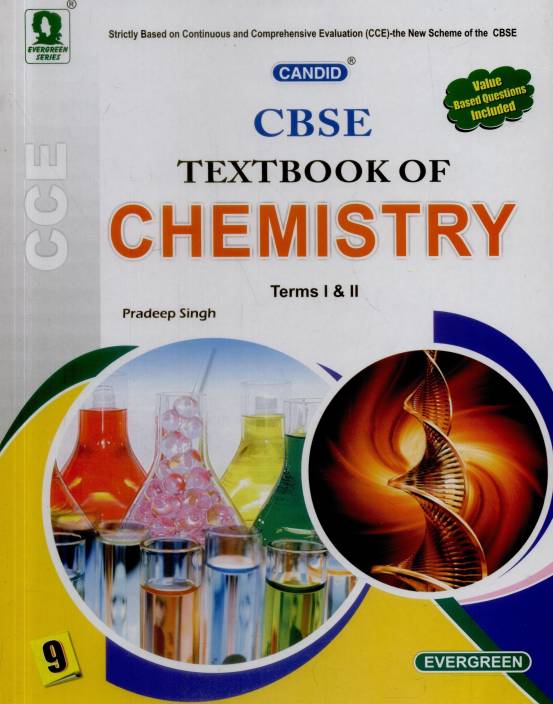 ®
EVERGREEN
SERIES
Strictly Based on Continuous and Comprehensive Evaluation (CCE)-the New Scheme of the CBSE
CANDID®
Value
Based Questions
Included
CBSE
TEXTBOOK OF
CHEMISTRY
CCE
Terms I & II
Pradeep Singh
9
EVERGREEN